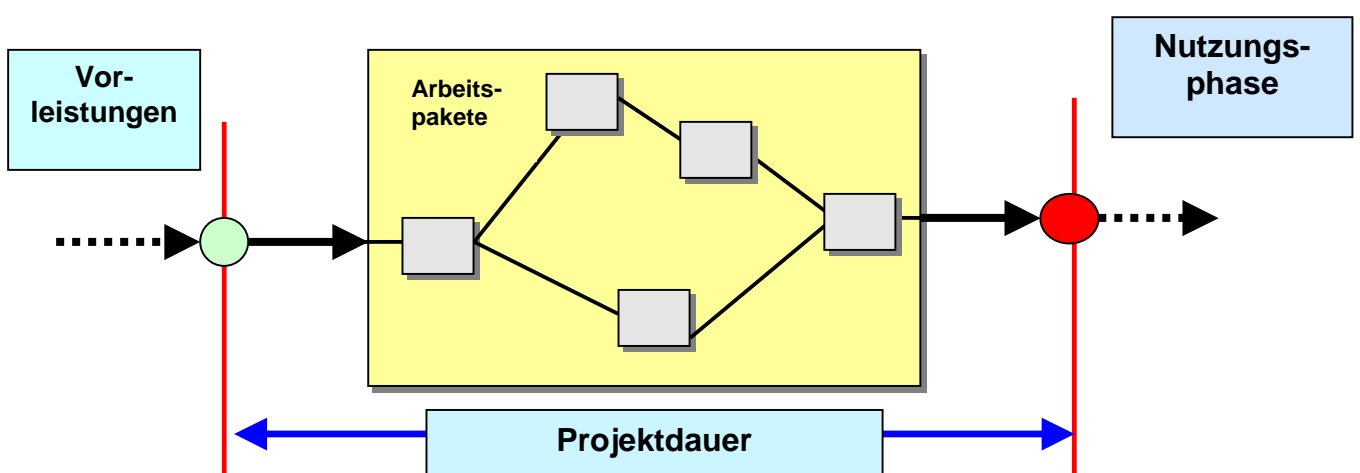 Vor-
leistungen
Arbeits-
pakete
Nutzungs-
phase
Projektdauer